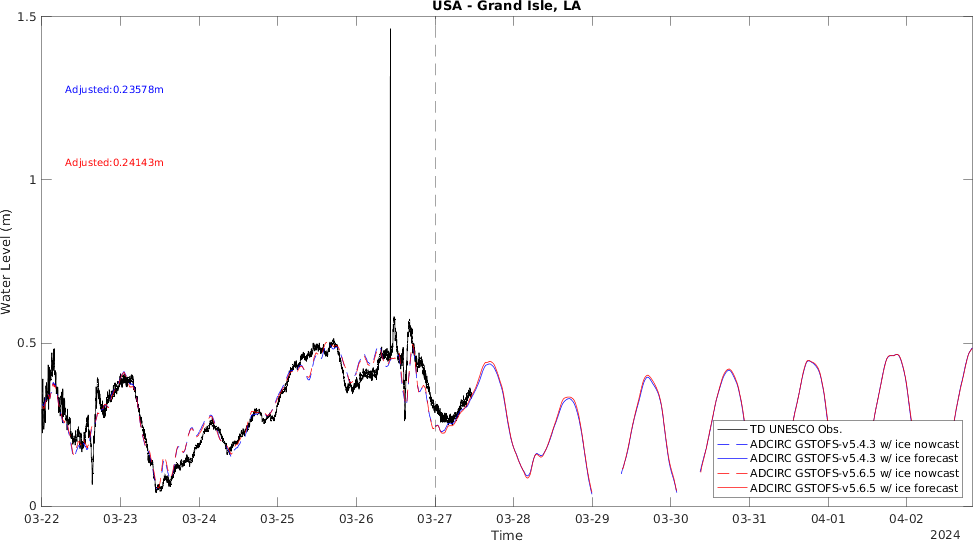 USA - Grand Isle, LA
1.5
Adjusted:0.23578m
Adjusted:0.24143m
1
Water Level (m)
0.5
TD UNESCO Obs.
ADCIRC GSTOFS-v5.4.3 w/ ice nowcast
ADCIRC GSTOFS-v5.4.3 w/ ice forecast
ADCIRC GSTOFS-v5.6.5 w/ ice nowcast
ADCIRC GSTOFS-v5.6.5 w/ ice forecast
0
03-22 03-23 03-24 03-25 03-26 03-27 03-28 03-29 03-30 03-31 04-01 04-02
Time
2024